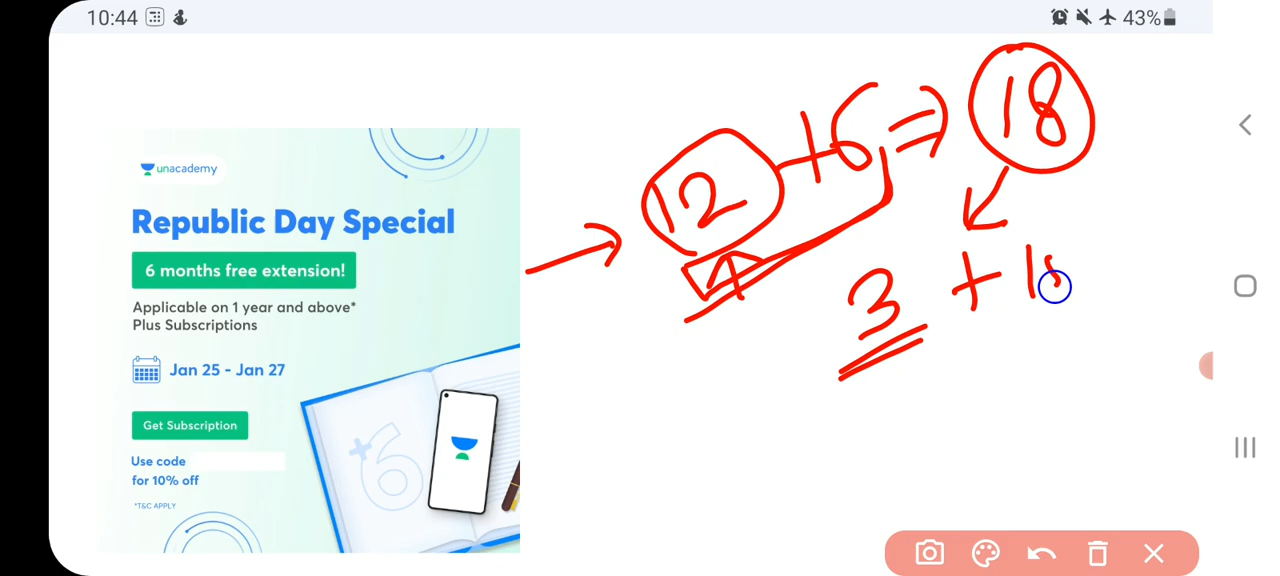 10:44
43%
unacademy
Republic Day Special
6 months free extension!
Applicable on 1 year and above*
Plus Subscriptions
Jan 25 - Jan 27
Get Subscription
Use code
for 10% off
*T&C APPLY
+6
12 + 6 ⇒ 18
3 + 1